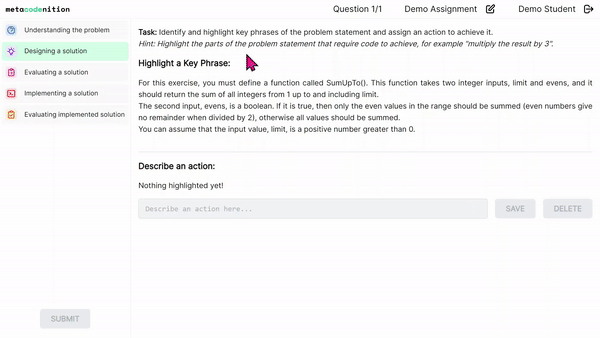 metacodenition
Question 1/1
Demo Assignment
Demo Student
Understanding the problem
Designing a solution
Evaluating a solution
Implementing a solution
Evaluating implemented solution
SUBMIT
Task: Identify and highlight key phrases of the problem statement and assign an action to achieve it.
Hint: Highlight the parts of the problem statement that require code to achieve, for example "multiply the result by 3".
Highlight a Key Phrase:
For this exercise, you must define a function called SumUpTo(). This function takes two integer inputs, limit and evens, and it
should return the sum of all integers from 1 up to and including limit.
The second input, evens, is a boolean. If it is true, then only the even values in the range should be summed (even numbers give
no remainder when divided by 2), otherwise all values should be summed.
You can assume that the input value, limit, is a positive number greater than 0.
Describe an action:
Nothing highlighted yet!
Describe an action here...
SAVE
DELETE